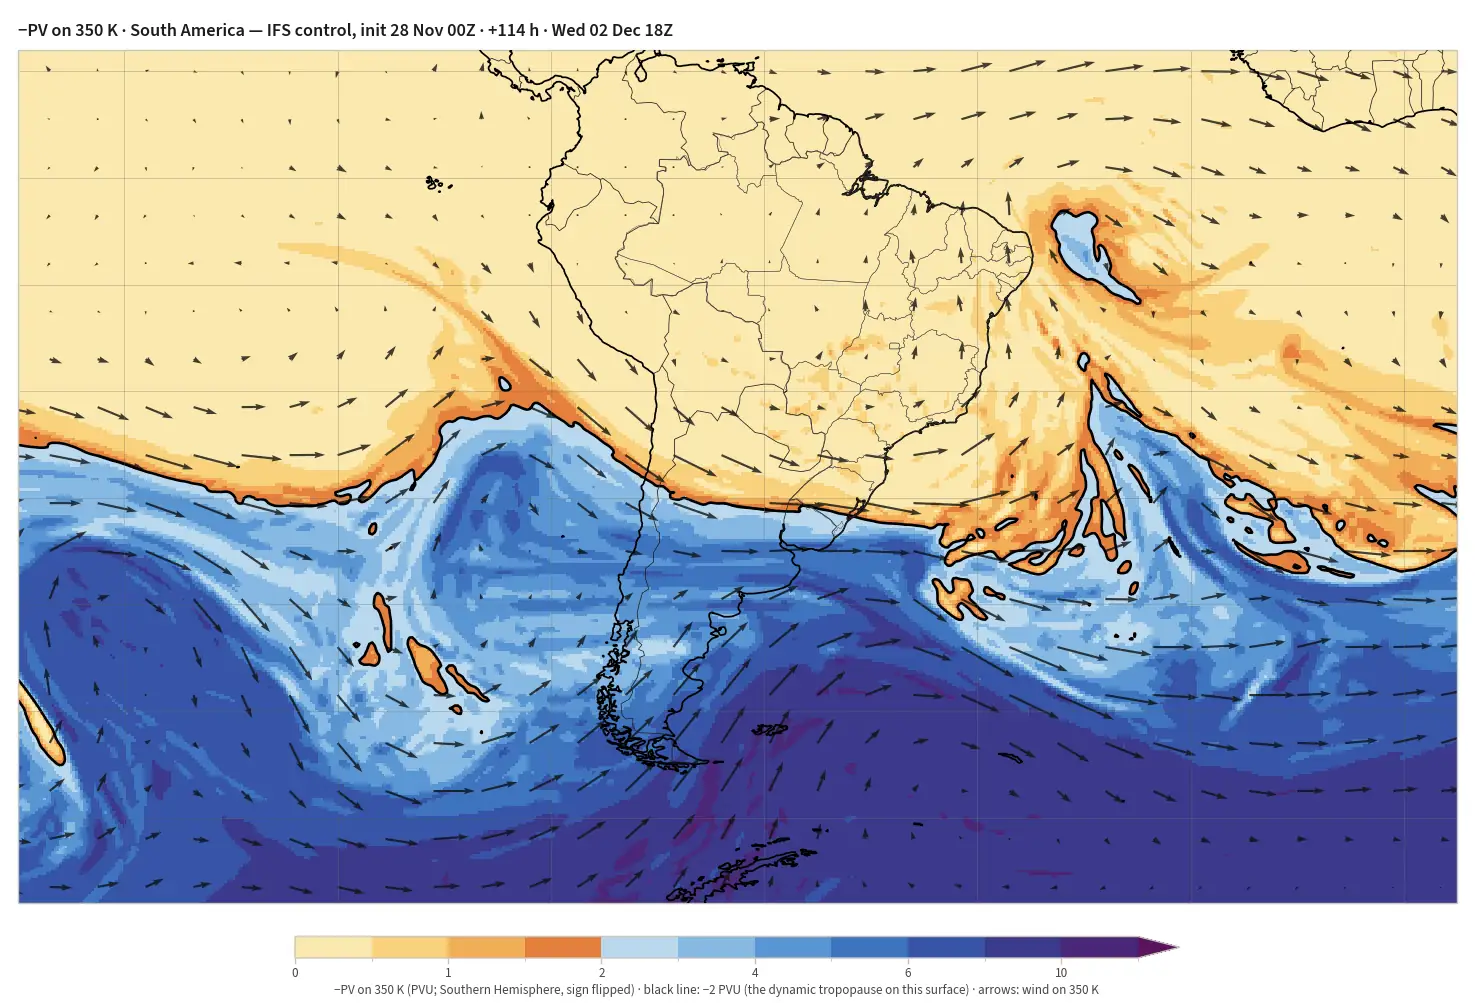 −PV on 350 K · South America — IFS control, init 28 Nov 00Z · +114 h · Wed 02 Dec 18Z
0 1 2 4 6 10
−PV on 350 K (PVU; Southern Hemisphere, sign flipped) · black line: −2 PVU (the dynamic tropopause on this surface) · arrows: wind on 350 K